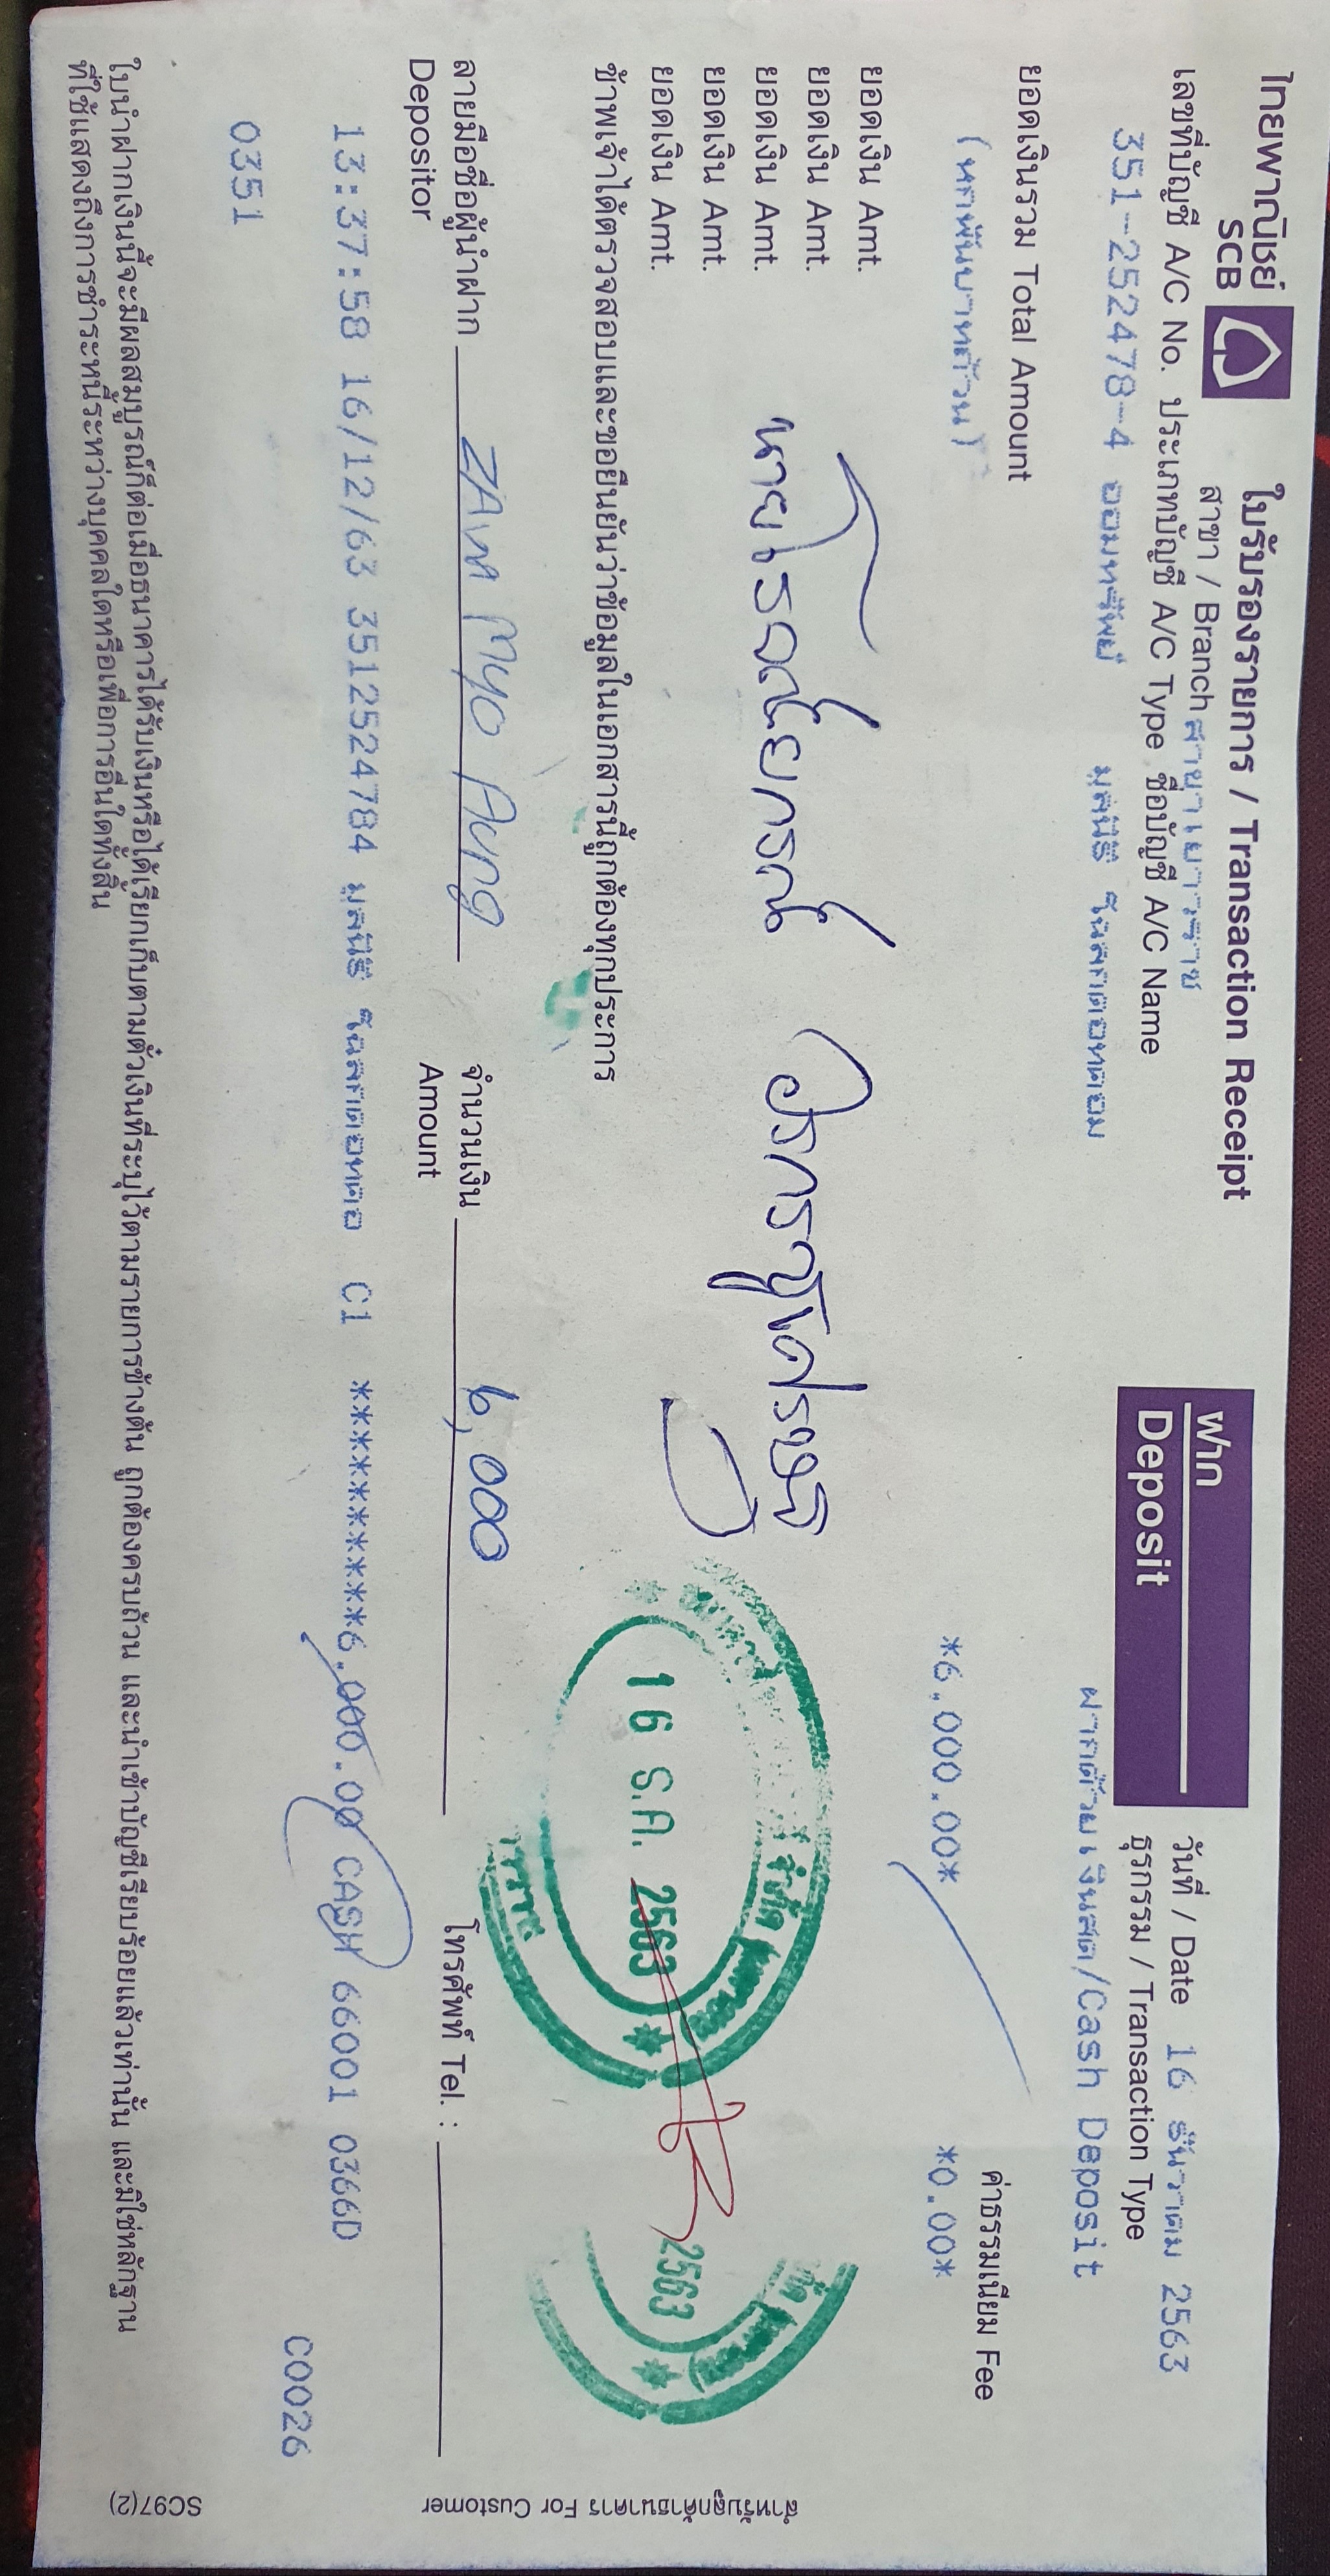 ไทยพาณิชย์
SCB
ใบรับรองรายการ / Transaction Receipt
สาขา / Branch สาขาเยาวราช
ฝาก
Deposit
วันที่ / Date 16 ธันวาคม 2563
ธุรกรรม / Transaction Type
ฝากด้วยเงินสด/Cash Deposit
เลขที่บัญชี A/C No. ประเภทบัญชี A/C Type ชื่อบัญชี A/C Name
351-252478-4 ออมทรัพย์ มูลนิธิ โฉลกดอทคอม
ยอดเงินรวม Total Amount
ค่าธรรมเนียม Fee
(หกพันบาทถ้วน) *6,000.00* *0.00*
ยอดเงิน Amt.
ยอดเงิน Amt.
ยอดเงิน Amt.
ยอดเงิน Amt.
ยอดเงิน Amt.
จำกัด (มหาชน)
16 ธ.ค. 2563
จำกัด (มหาชน)
2563
ข้าพเจ้าได้ตรวจสอบและขอยืนยันว่าข้อมูลในเอกสารนี้ถูกต้องทุกประการ
ลายมือชื่อผู้นำฝาก ZAW MYO Aung จำนวนเงิน 6,000 โทรศัพท์ Tel. :
Depositor Amount
13:37:58 16/12/63 3512524784 มูลนิธิ โฉลกดอทคอ C1 **********6,000.00 CASH 66001 0366D
C0026
0351
ใบนำฝากเงินนี้จะมีผลสมบูรณ์ก็ต่อเมื่อธนาคารได้รับเงินหรือได้เรียกเก็บตามตั๋วเงินที่ระบุไว้ตามรายการข้างต้น ถูกต้องครบถ้วน และนำเข้าบัญชีเรียบร้อยแล้วเท่านั้น และมิใช่หลักฐาน
ที่ใช้แสดงถึงการชำระหนี้ระหว่างบุคคลใดหรือเพื่อการอื่นใดทั้งสิ้น
สำหรับลูกค้าธนาคาร For Customer
SC97(2)